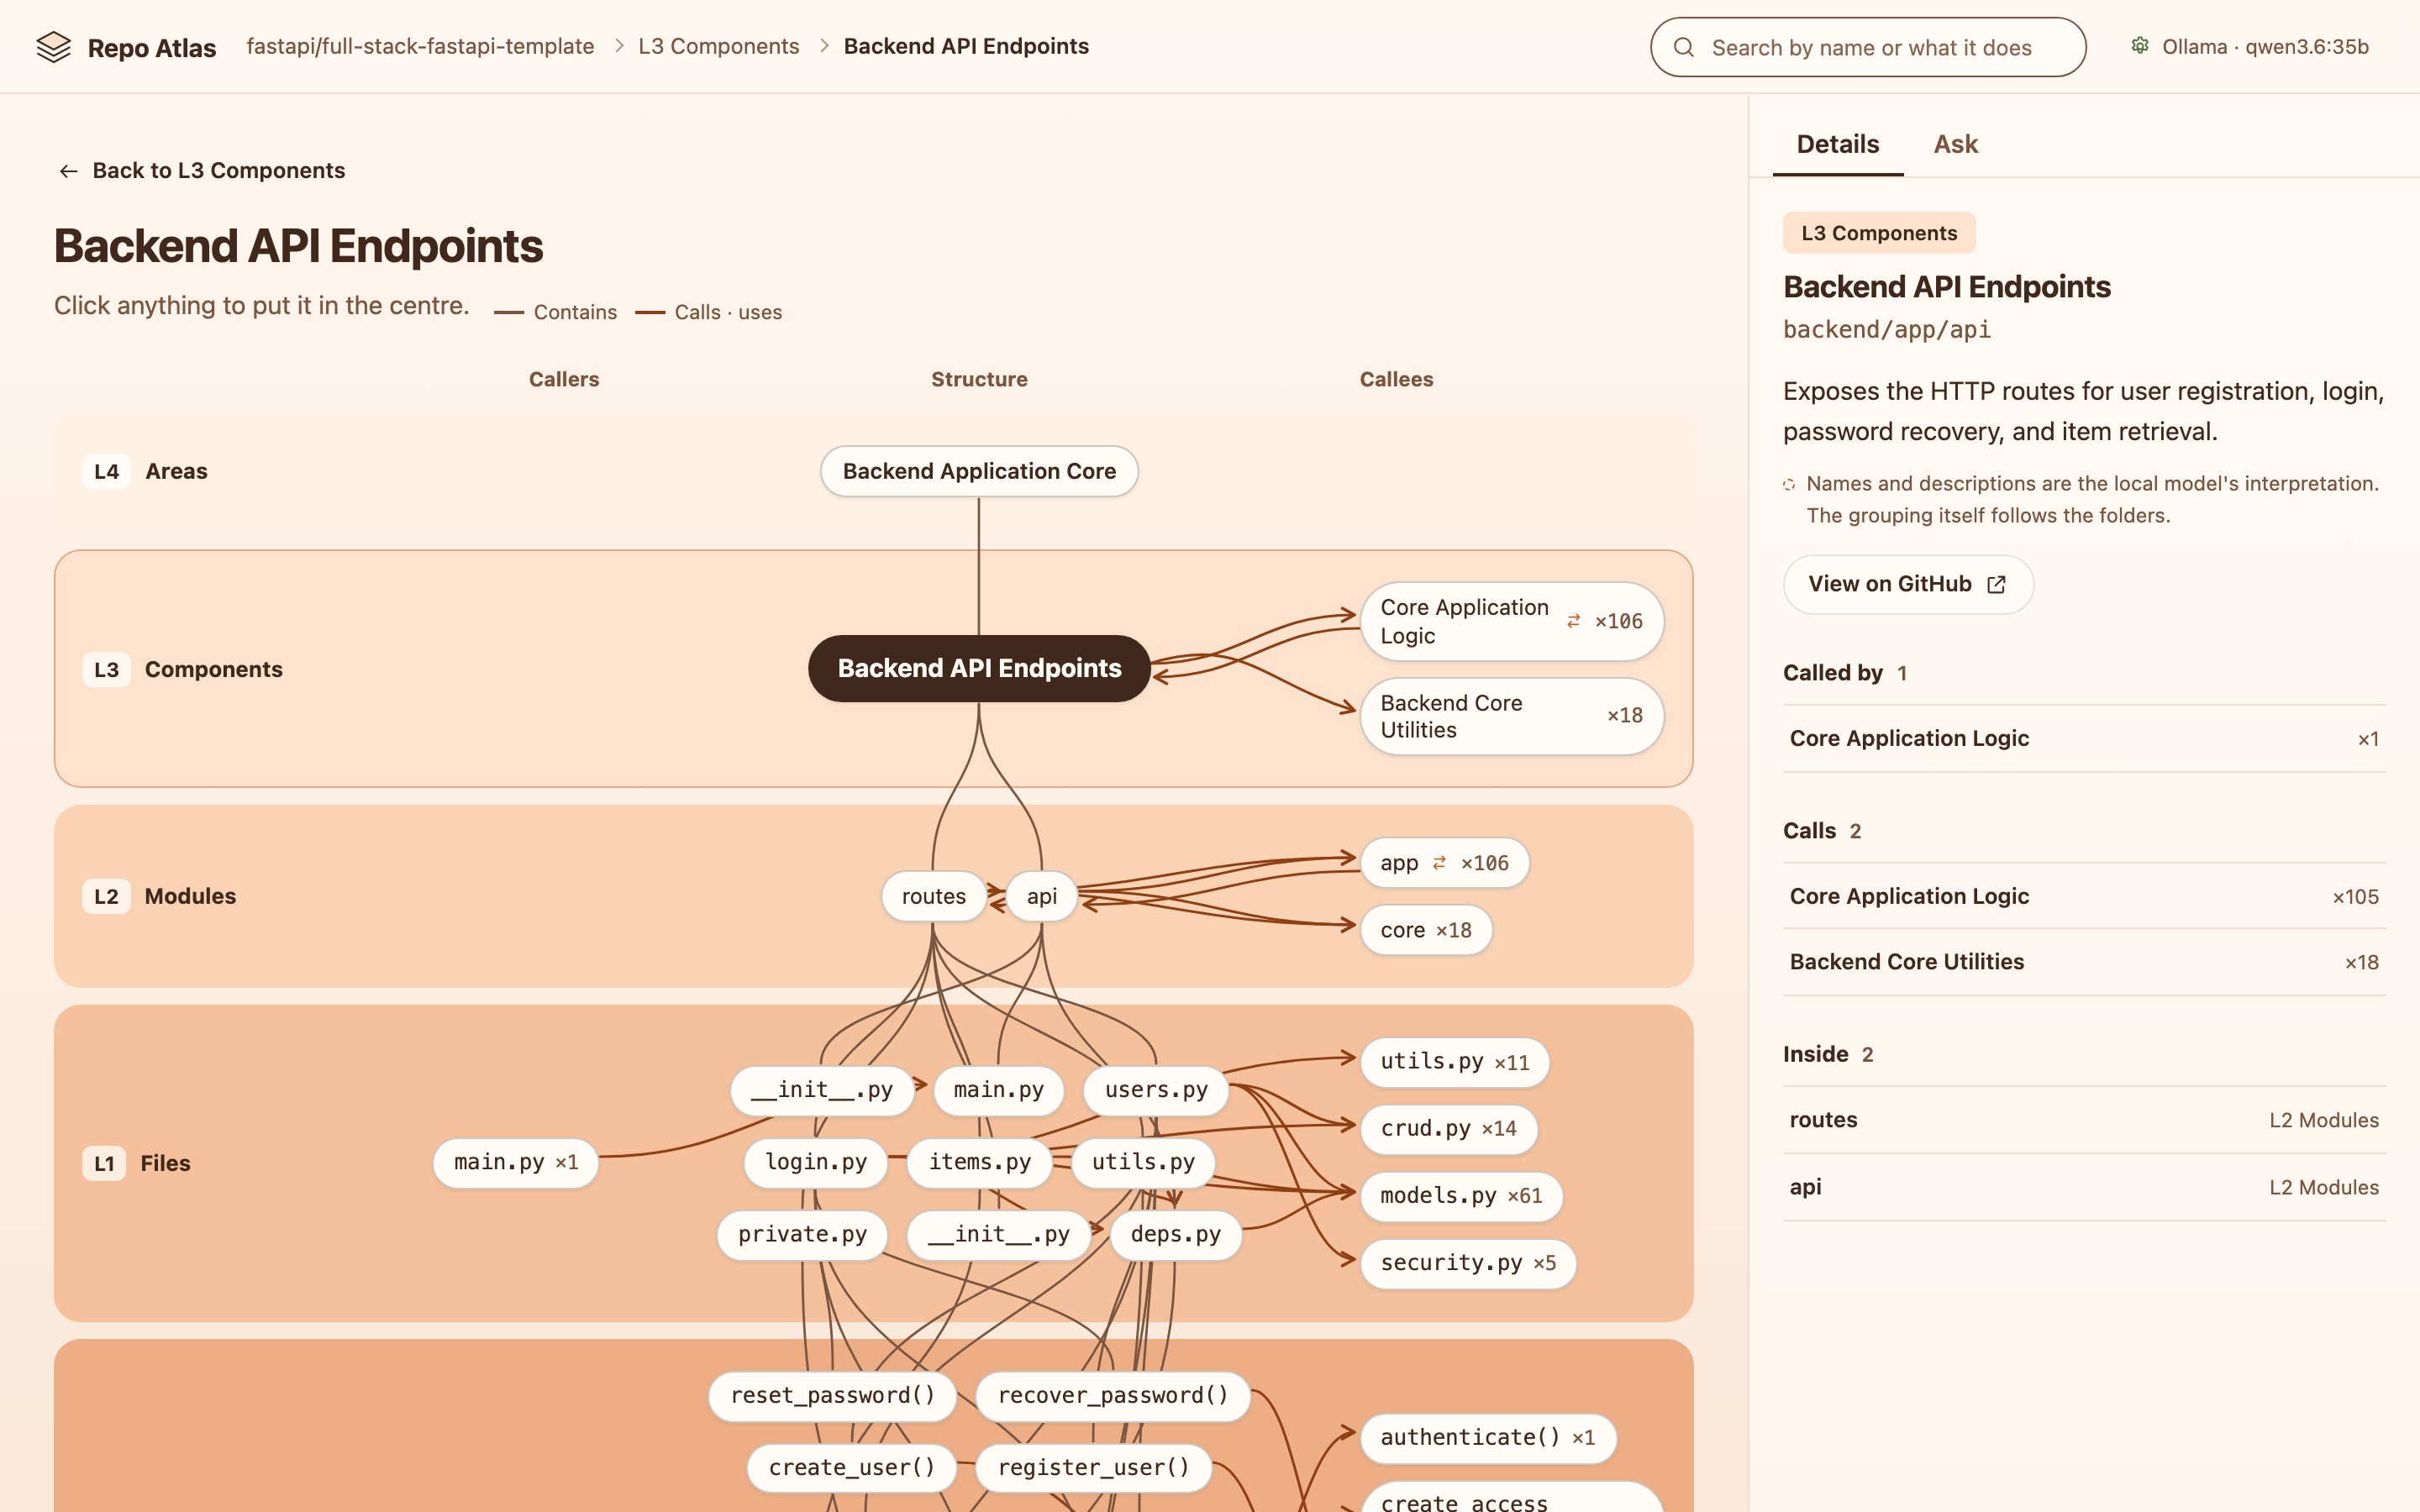 Repo Atlas
fastapi/full-stack-fastapi-template > L3 Components > Backend API Endpoints
Search by name or what it does
Ollama · qwen3.6:35b
Back to L3 Components
Backend API Endpoints
Click anything to put it in the centre.
Contains
Calls · uses
Callers
Structure
Callees
L4 Areas
Backend Application Core
L3 Components
Backend API Endpoints
Core Application
Logic
⇄ ×106
Backend Core
Utilities
×18
L2 Modules
routes
api
app ⇄ ×106
core ×18
L1 Files
main.py ×1
__init__.py
main.py
users.py
login.py
items.py
utils.py
private.py
__init__.py
deps.py
utils.py ×11
crud.py ×14
models.py ×61
security.py ×5
reset_password()
recover_password()
create_user()
register_user()
authenticate() ×1
create_access
Details
Ask
L3 Components
Backend API Endpoints
backend/app/api
Exposes the HTTP routes for user registration, login,
password recovery, and item retrieval.
Names and descriptions are the local model's interpretation.
The grouping itself follows the folders.
View on GitHub
Called by 1
Core Application Logic ×1
Calls 2
Core Application Logic ×105
Backend Core Utilities ×18
Inside 2
routes L2 Modules
api L2 Modules